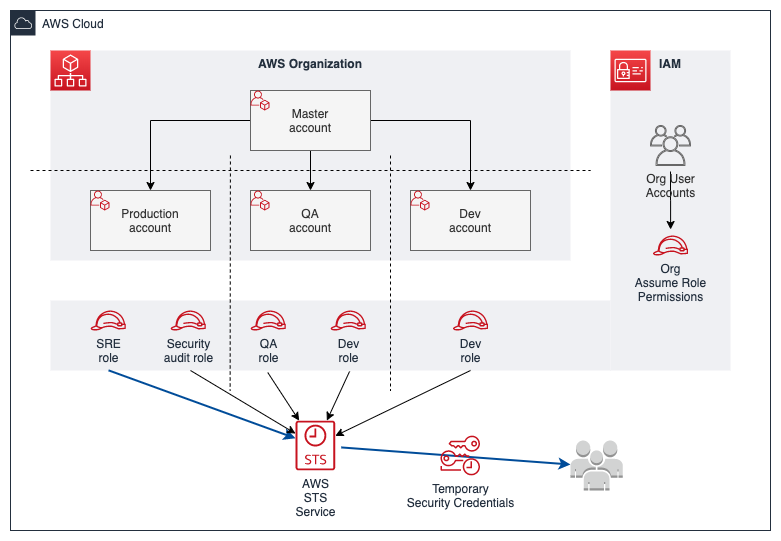 AWS Cloud
AWS Organization
IAM
Master
account
Production
account
QA
account
Dev
account
Org User
Accounts
Org
Assume Role
Permissions
SRE
role
Security
audit role
QA
role
Dev
role
Dev
role
STS
AWS
STS
Service
Temporary
Security Credentials